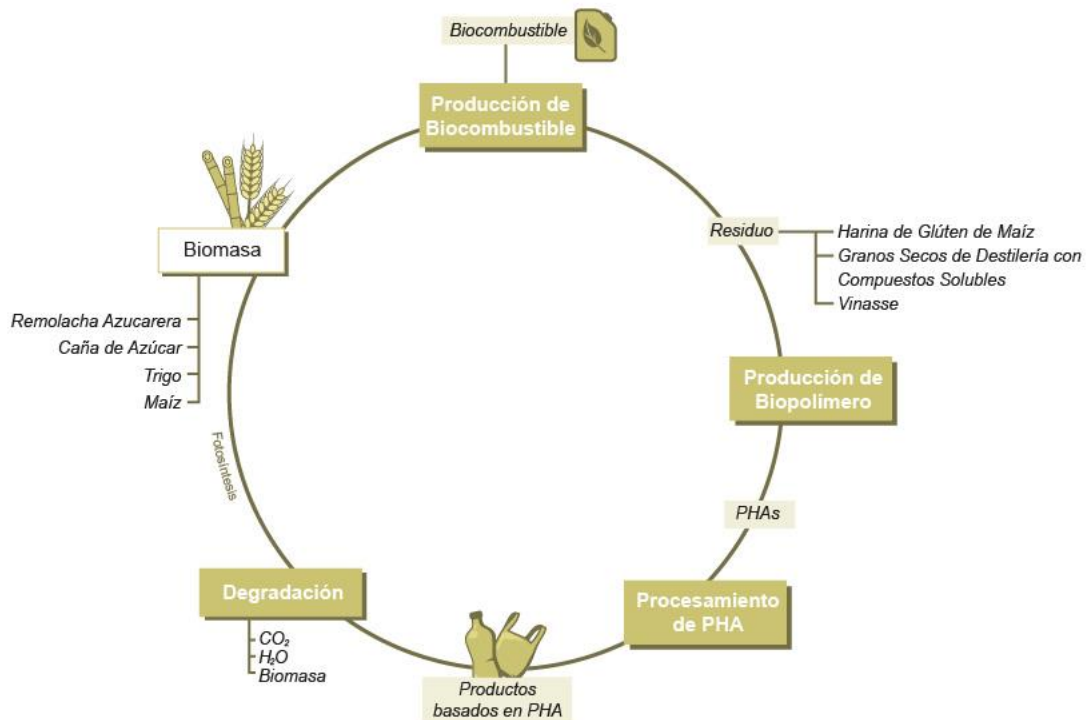 Biocombustible
Producción de
Biocombustible
Biomasa
Remolacha Azucarera
Caña de Azúcar
Trigo
Maíz
Residuo
Harina de Glúten de Maíz
Granos Secos de Destilería con
Compuestos Solubles
Vinasse
Producción de
Biopolímero
PHAs
Procesamiento
de PHA
Productos
basados en PHA
Degradación
CO₂
H₂O
Biomasa
Fotosíntesis